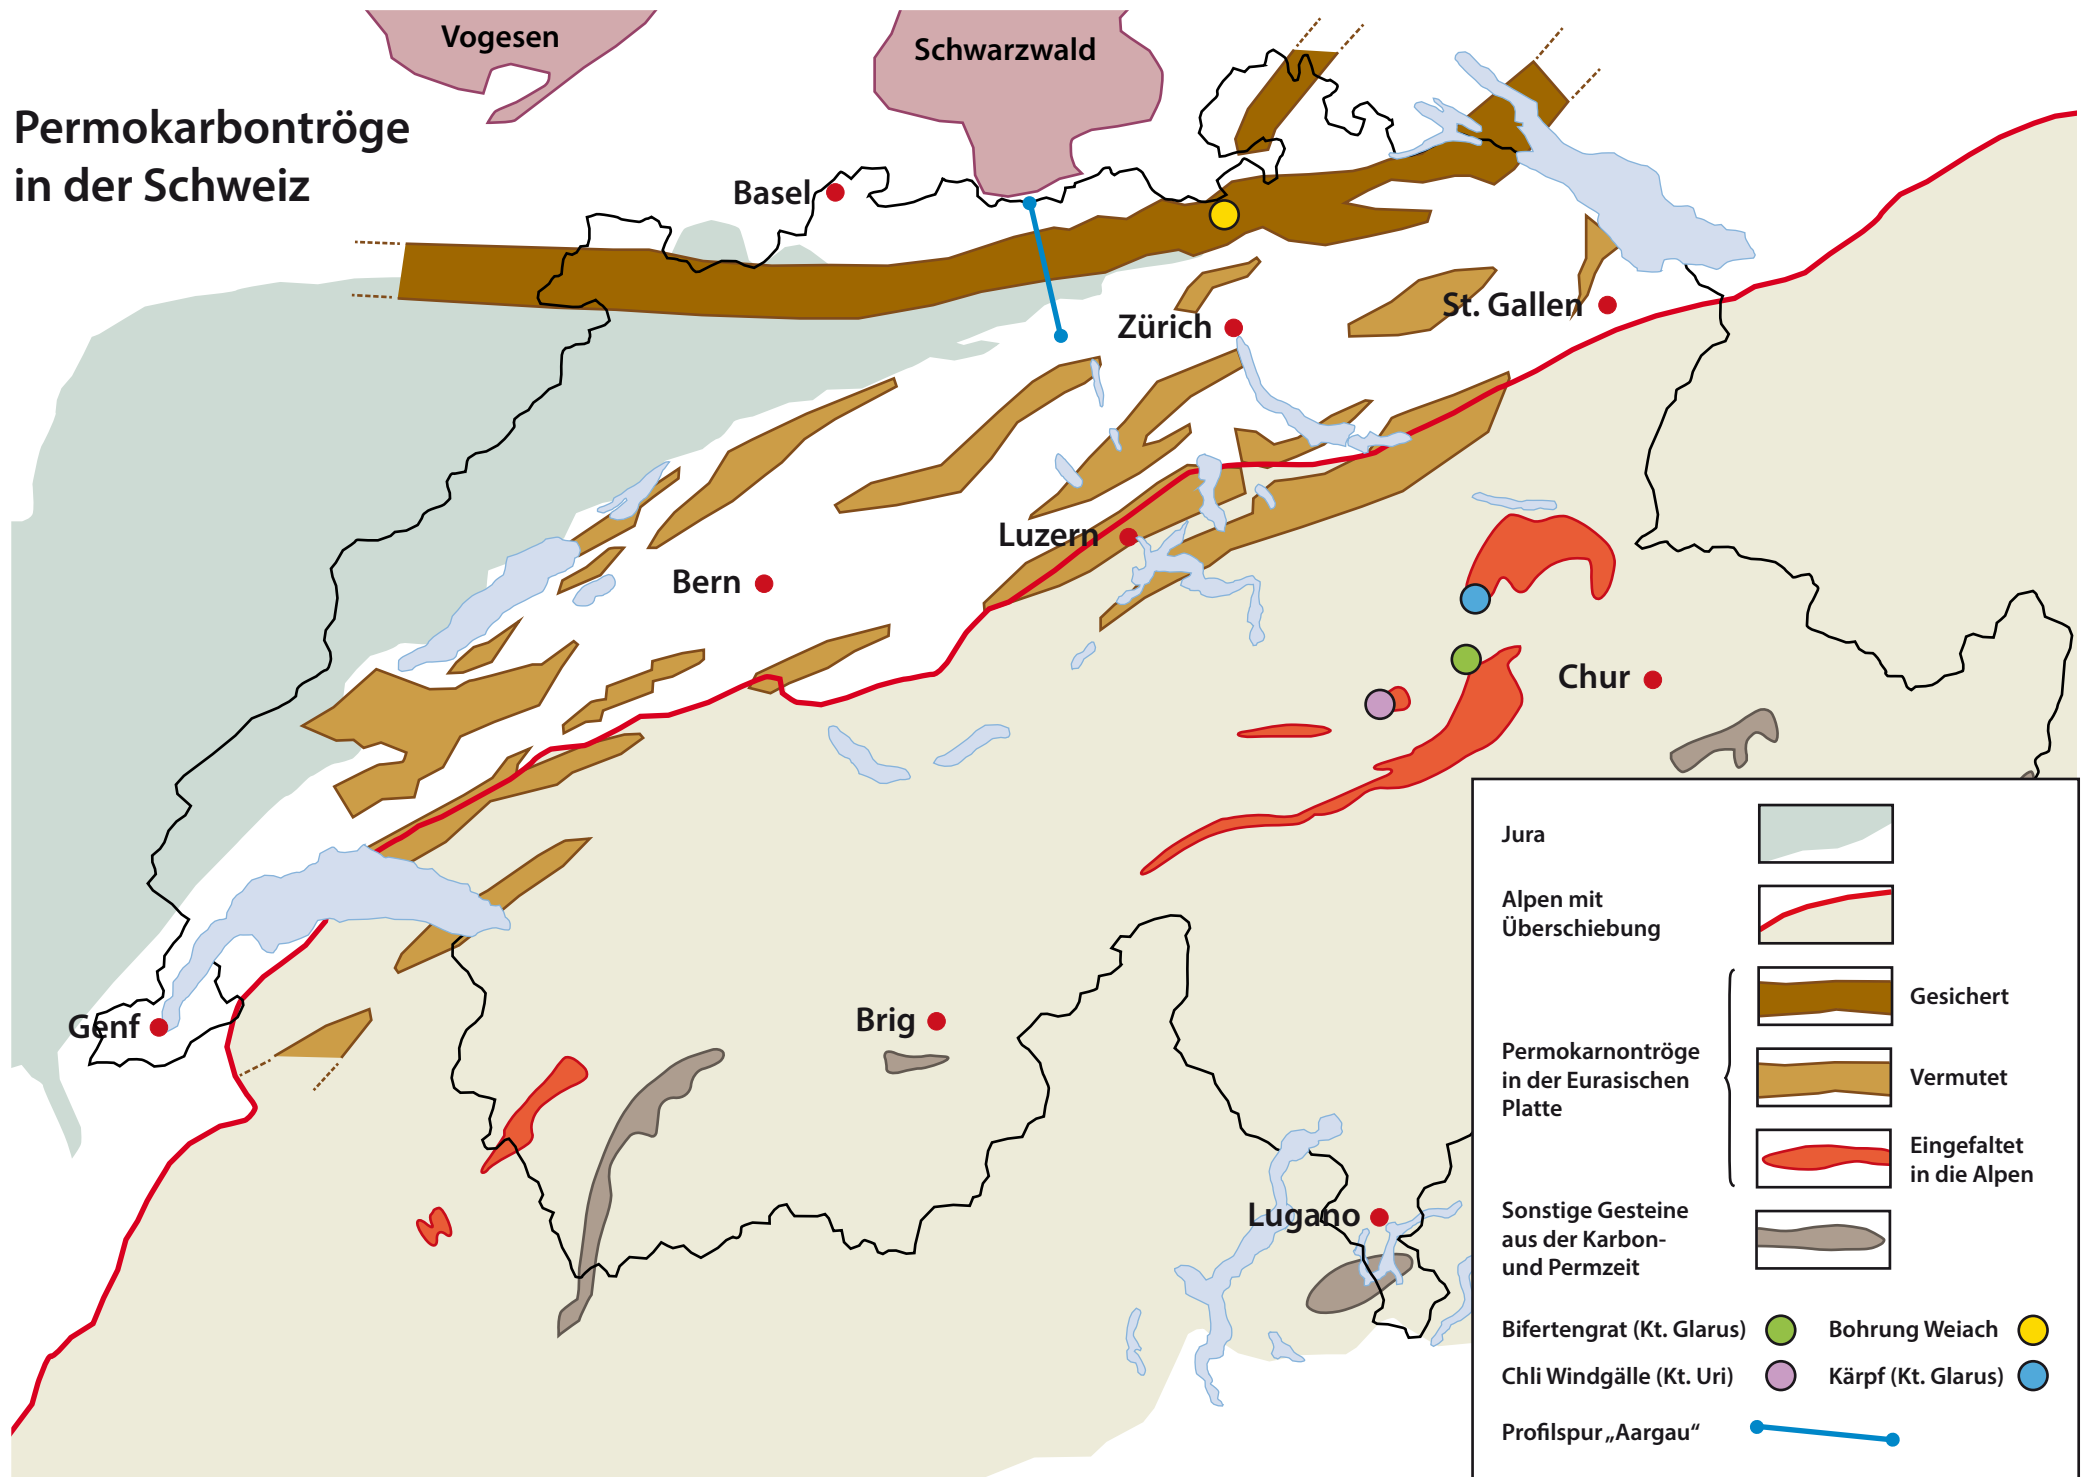 Vogesen
Schwarzwald
Permokarbontröge
in der Schweiz
Basel
Zürich
St. Gallen
Luzern
Bern
Chur
Genf
Brig
Lugano
Jura
Alpen mit
Überschiebung
Permokarnontröge
in der Eurasischen
Platte
Gesichert
Vermutet
Eingefaltet
in die Alpen
Sonstige Gesteine
aus der Karbon-
und Permzeit
Bifertengrat (Kt. Glarus)
Bohrung Weiach
Chli Windgälle (Kt. Uri)
Kärpf (Kt. Glarus)
Profilspur „Aargau“